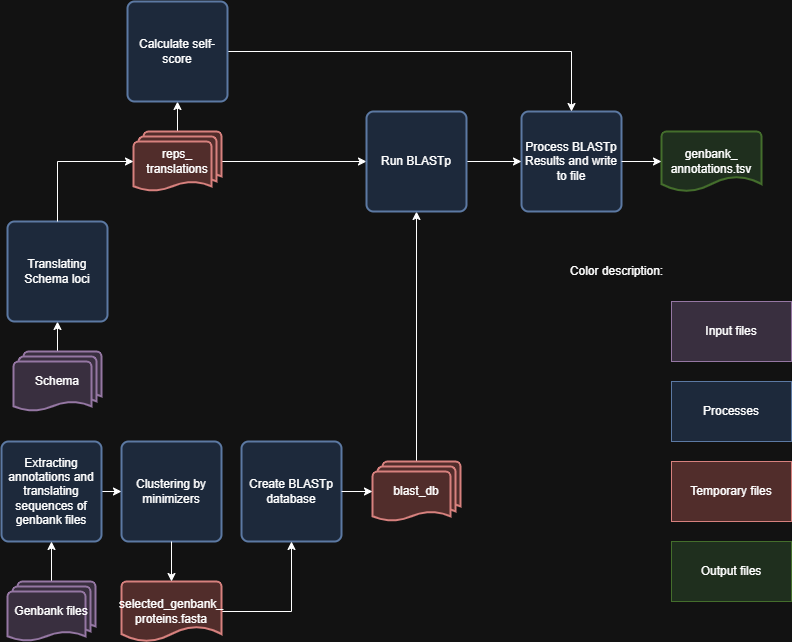 Calculate self-
score
reps_
translations
Run BLASTp
Process BLASTp
Results and write
to file
genbank_
annotations.tsv
Translating
Schema loci
Color description:
Input files
Schema
Processes
Extracting
annotations and
translating
sequences of
genbank files
Clustering by
minimizers
Create BLASTp
database
blast_db
Temporary files
Genbank files
selected_genbank_
proteins.fasta
Output files